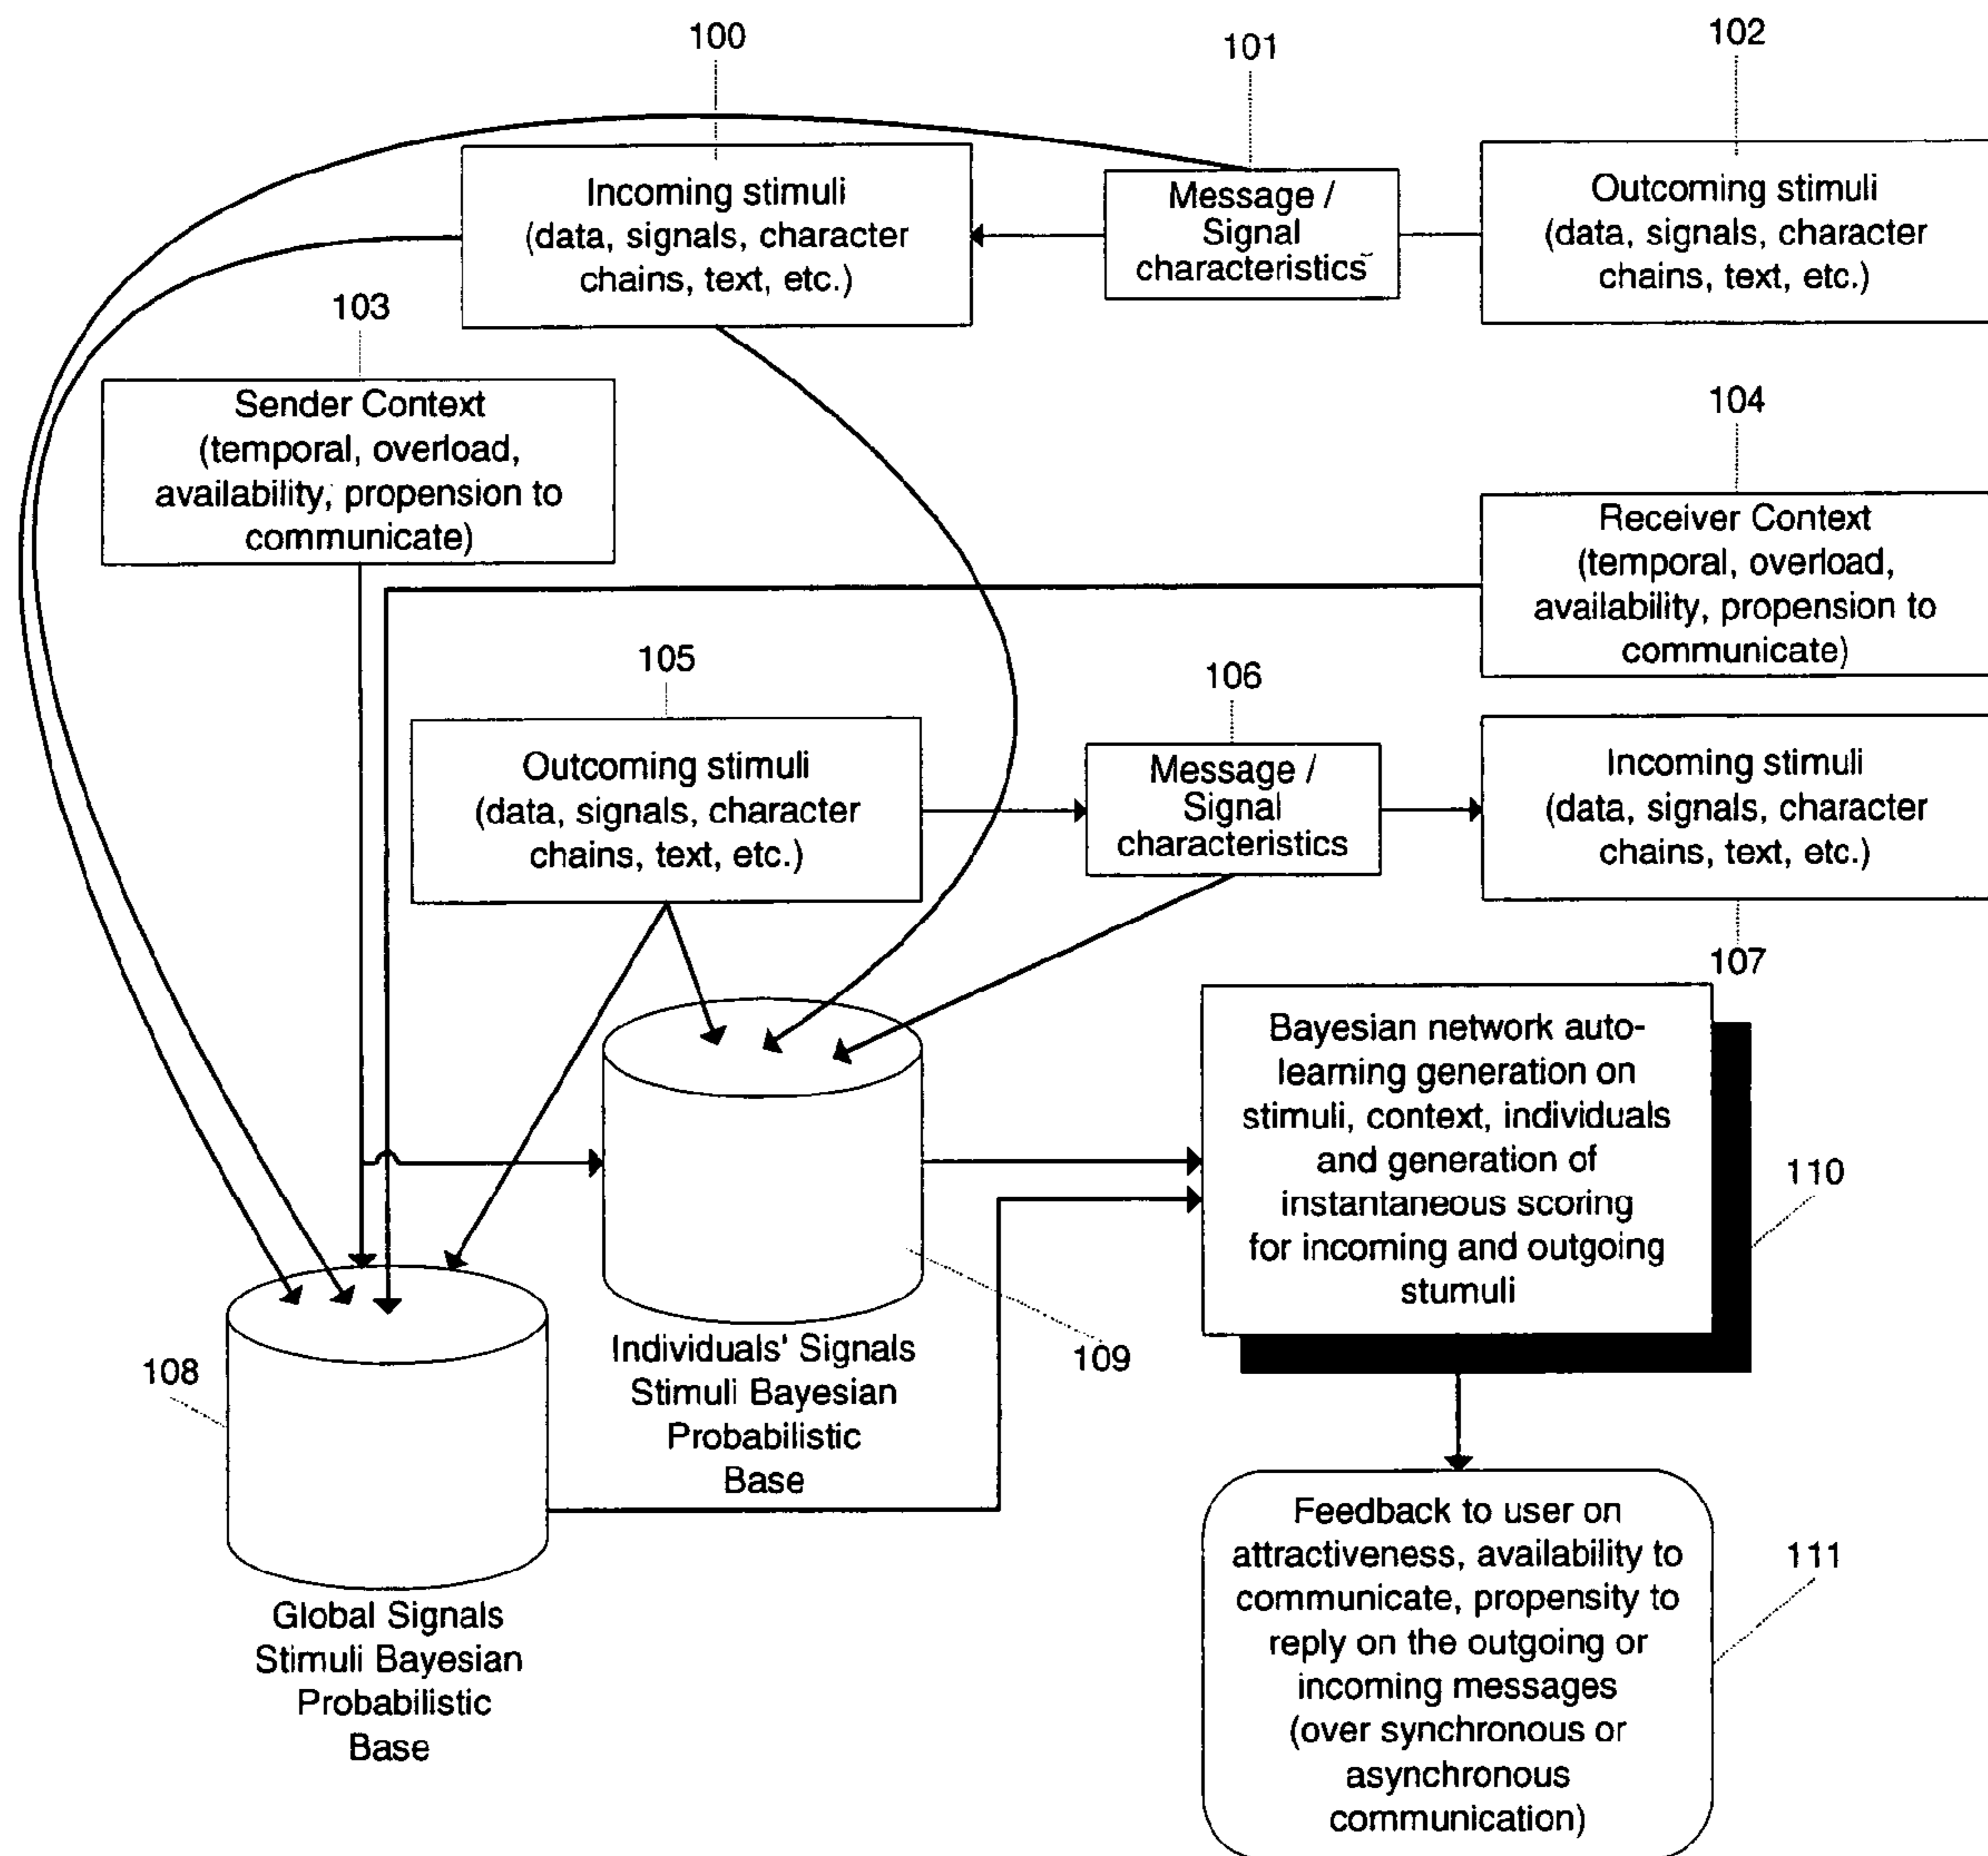 100
101
102
Incoming stimuli
(data, signals, character
chains, text, etc.)
Message /
Signal
characteristics
Outcoming stimuli
(data, signals, character
chains, text, etc.)
103
Sender Context
(temporal, overload,
availability, propension to
communicate)
104
Receiver Context
(temporal, overload,
availability, propension to
communicate)
105
Outcoming stimuli
(data, signals, character
chains, text, etc.)
106
Message /
Signal
characteristics
Incoming stimuli
(data, signals, character
chains, text, etc.)
107
Bayesian network auto-
learning generation on
stimuli, context, individuals
and generation of
instantaneous scoring
for incoming and outgoing
stumuli
110
108
Individuals' Signals
Stimuli Bayesian
Probabilistic
Base
109
Global Signals
Stimuli Bayesian
Probabilistic
Base
Feedback to user on
attractiveness, availability to
communicate, propensity to
reply on the outgoing or
incoming messages
(over synchronous or
asynchronous
communication)
111